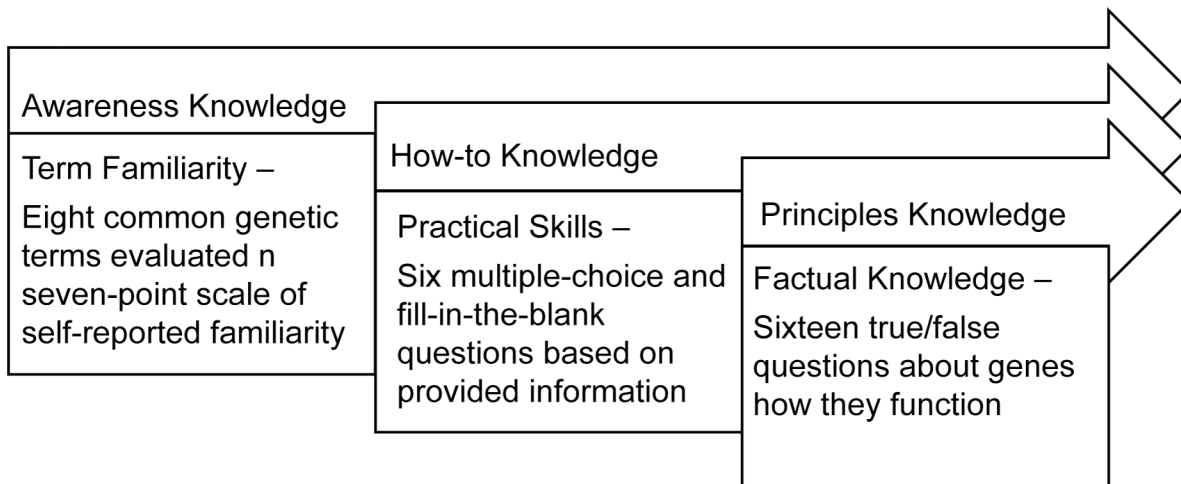 Awareness Knowledge
Term Familiarity –
Eight common genetic
terms evaluated n
seven-point scale of
self-reported familiarity
How-to Knowledge
Practical Skills –
Six multiple-choice and
fill-in-the-blank
questions based on
provided information
Principles Knowledge
Factual Knowledge –
Sixteen true/false
questions about genes
how they function